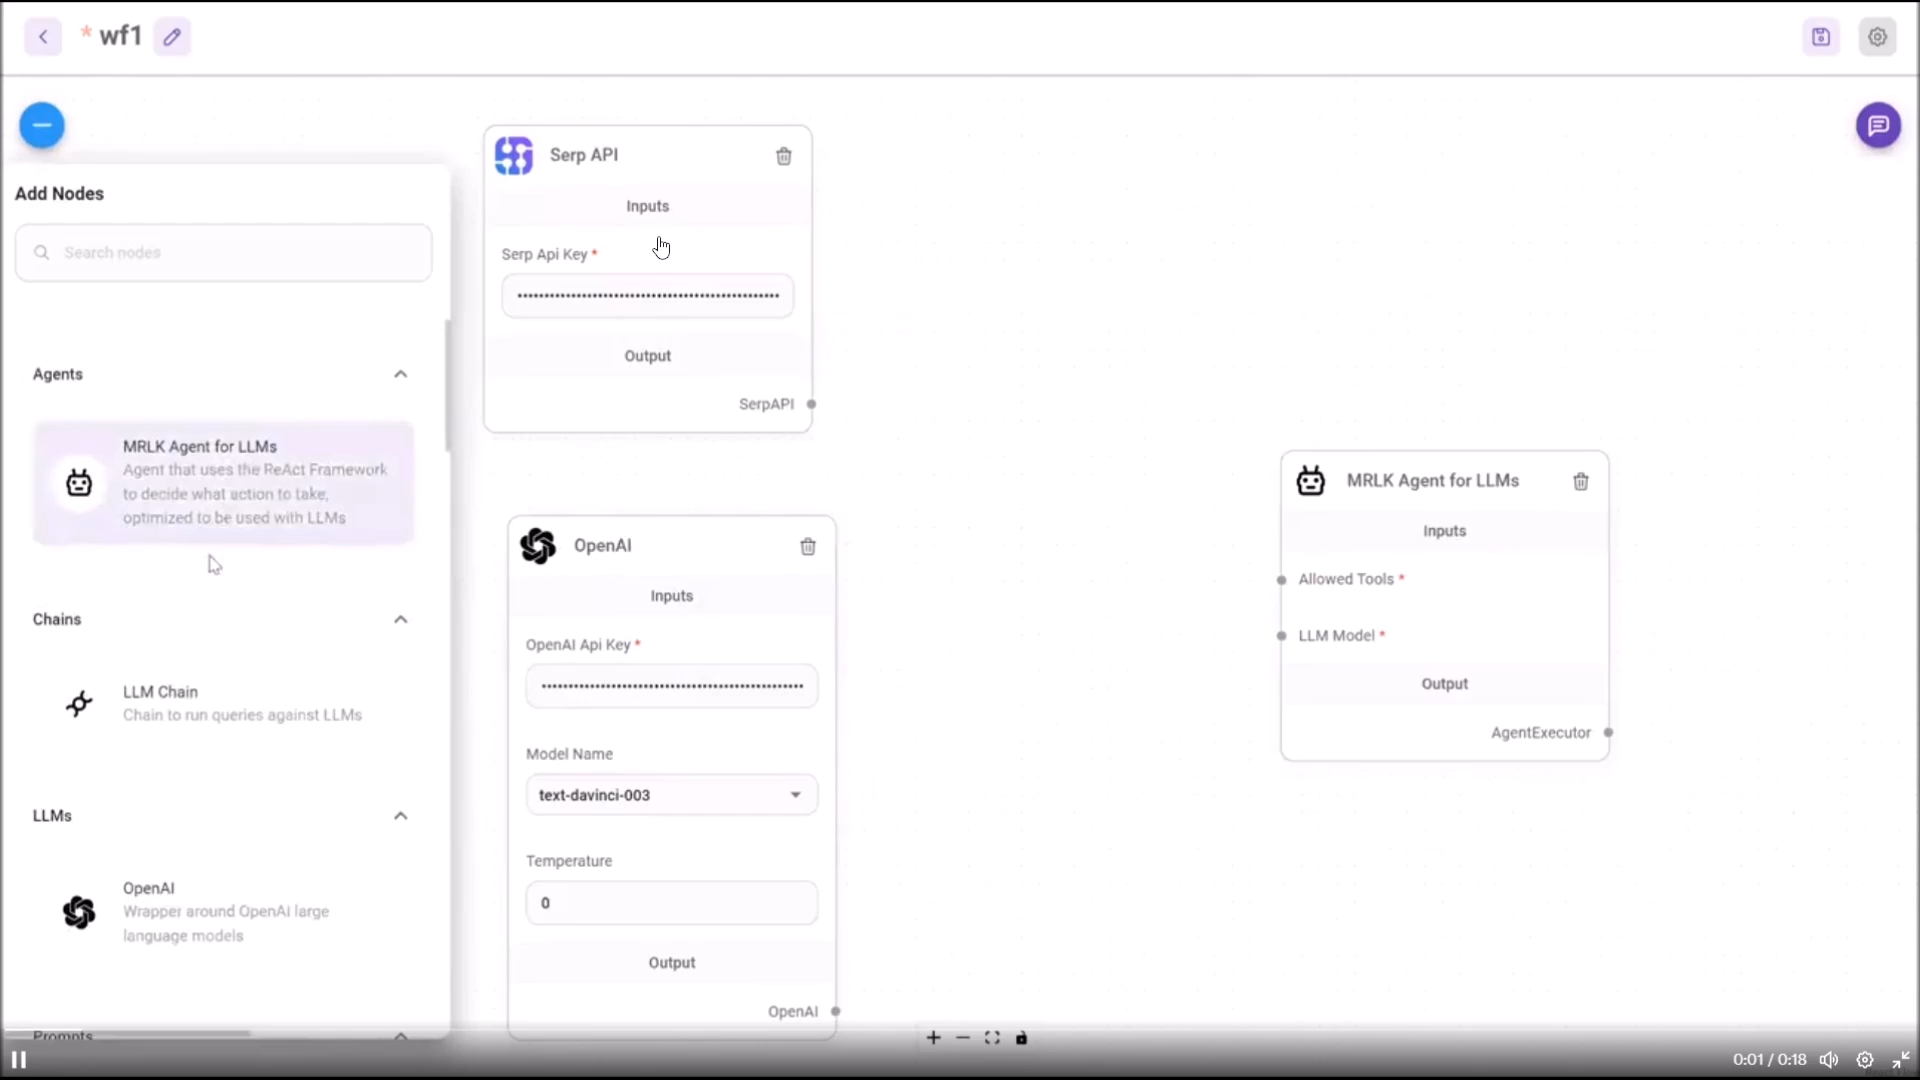 * wf1
Add Nodes
Search nodes
Agents
MRLK Agent for LLMs
Agent that uses the ReAct Framework
to decide what action to take,
optimized to be used with LLMs
Chains
LLM Chain
Chain to run queries against LLMs
LLMs
OpenAI
Wrapper around OpenAI large
language models
Prompts
Serp API
Inputs
Serp Api Key *
Output
SerpAPI
OpenAI
Inputs
OpenAI Api Key *
Model Name
text-davinci-003
Temperature
0
Output
OpenAI
MRLK Agent for LLMs
Inputs
Allowed Tools *
LLM Model *
Output
AgentExecutor
0:01 / 0:18